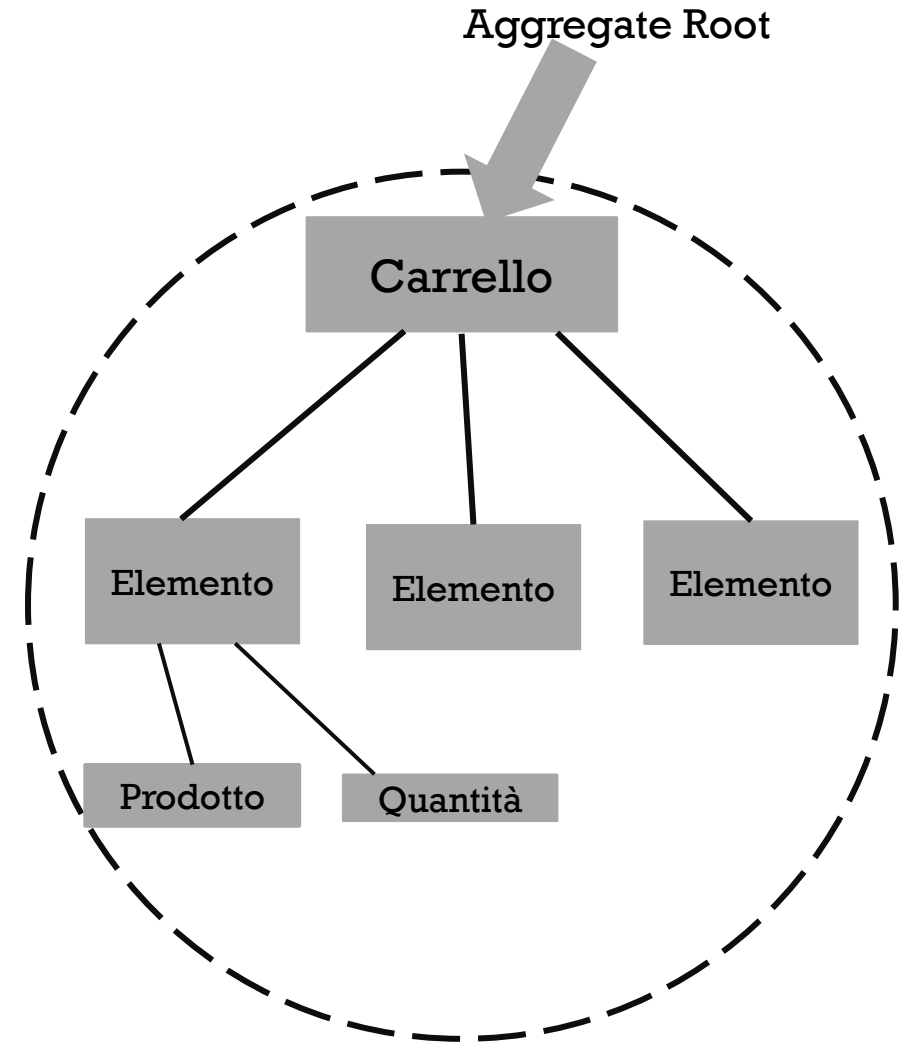 Aggregate Root
Carrello
Elemento
Elemento
Elemento
Prodotto
Quantità